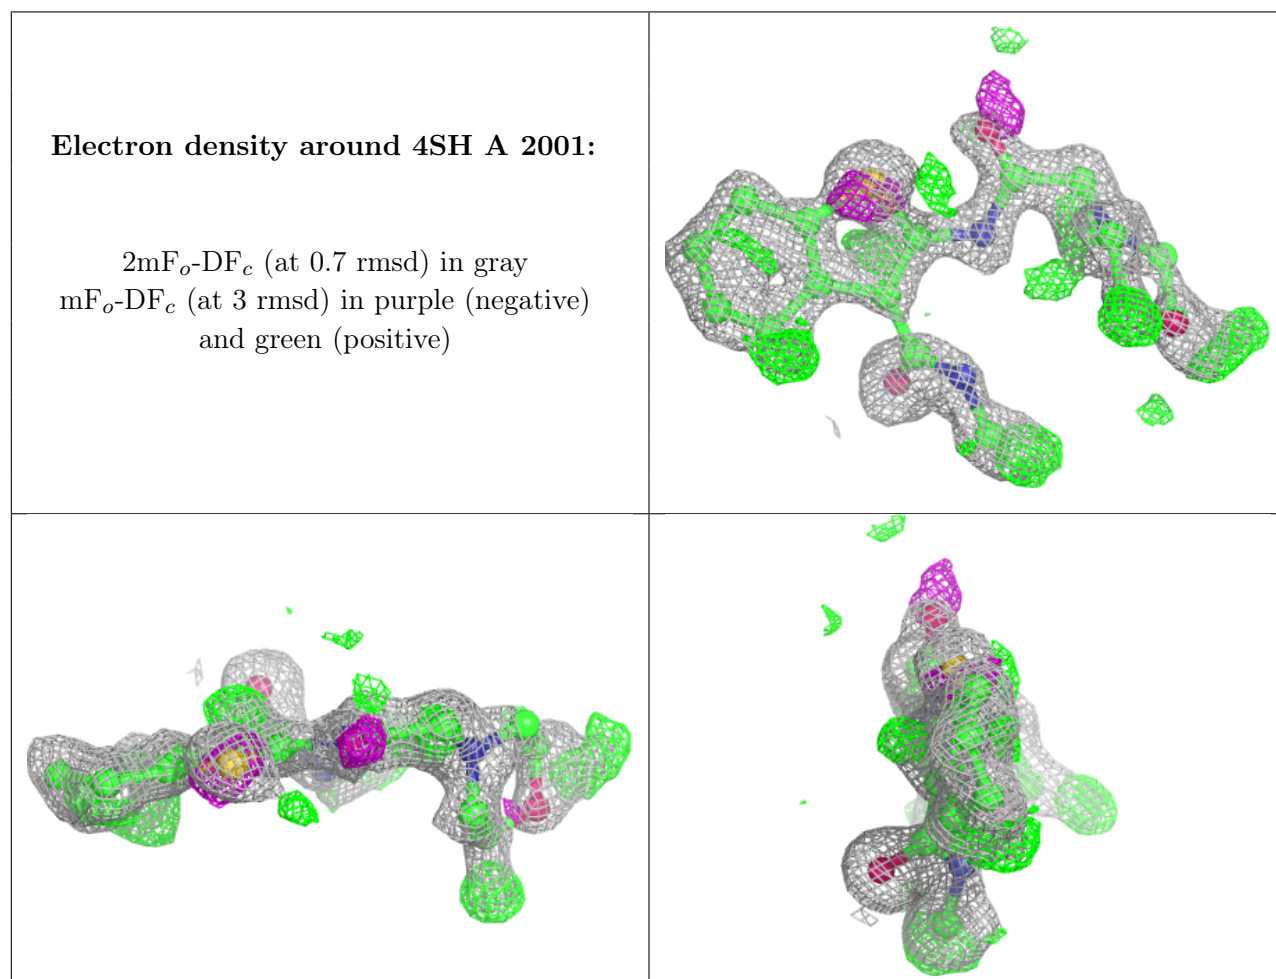 Electron density around 4SH A 2001:
2mFₒ-DF𝒸 (at 0.7 rmsd) in gray
mFₒ-DF𝒸 (at 3 rmsd) in purple (negative)
and green (positive)